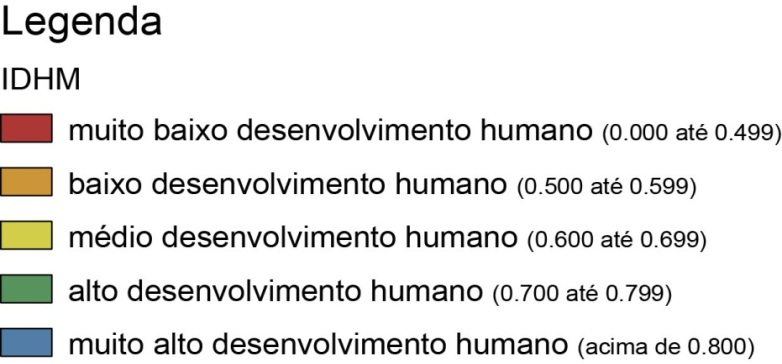 Legenda
IDHM
muito baixo desenvolvimento humano (0.000 até 0.499)
baixo desenvolvimento humano (0.500 até 0.599)
médio desenvolvimento humano (0.600 até 0.699)
alto desenvolvimento humano (0.700 até 0.799)
muito alto desenvolvimento humano (acima de 0.800)